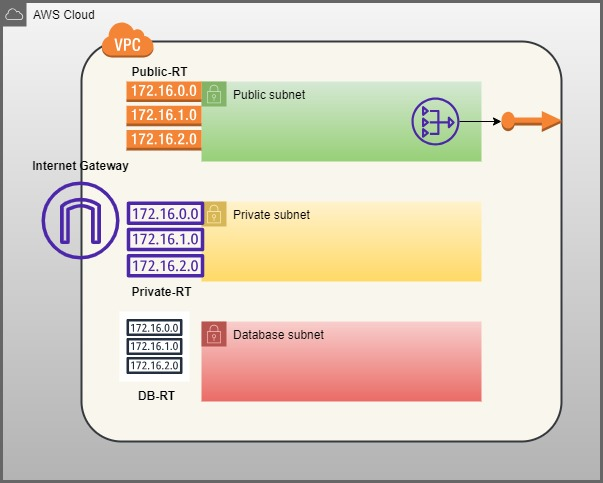 AWS Cloud
VPC
Public-RT
172.16.0.0
172.16.1.0
172.16.2.0
Public subnet
Internet Gateway
172.16.0.0
172.16.1.0
172.16.2.0
Private subnet
Private-RT
172.16.0.0
172.16.1.0
172.16.2.0
Database subnet
DB-RT